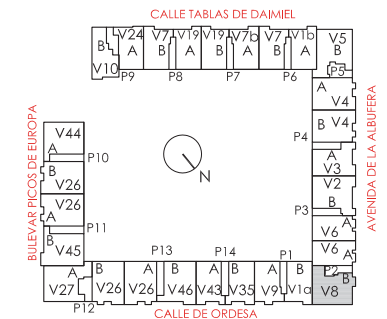 CALLE TABLAS DE DAIMIEL
V24 V7 V19 V19 V7b V7 V1b V5
B A B A B A B A B
V10 P9 P8 P7 P6 P5
A V4
B V4
P4
A V3
V2 B
P3
V6 A
V6 A
P2 B
V8
AVENIDA DE LA ALBUFERA
BULEVAR PICOS DE EUROPA
V44 A
P10
B V26
V26 A
P11
B V45
N
P13 P14 P1
A B A B A B A B
V27 V26 V26 V46 V43 V35 V9 V1a
P12
CALLE DE ORDESA